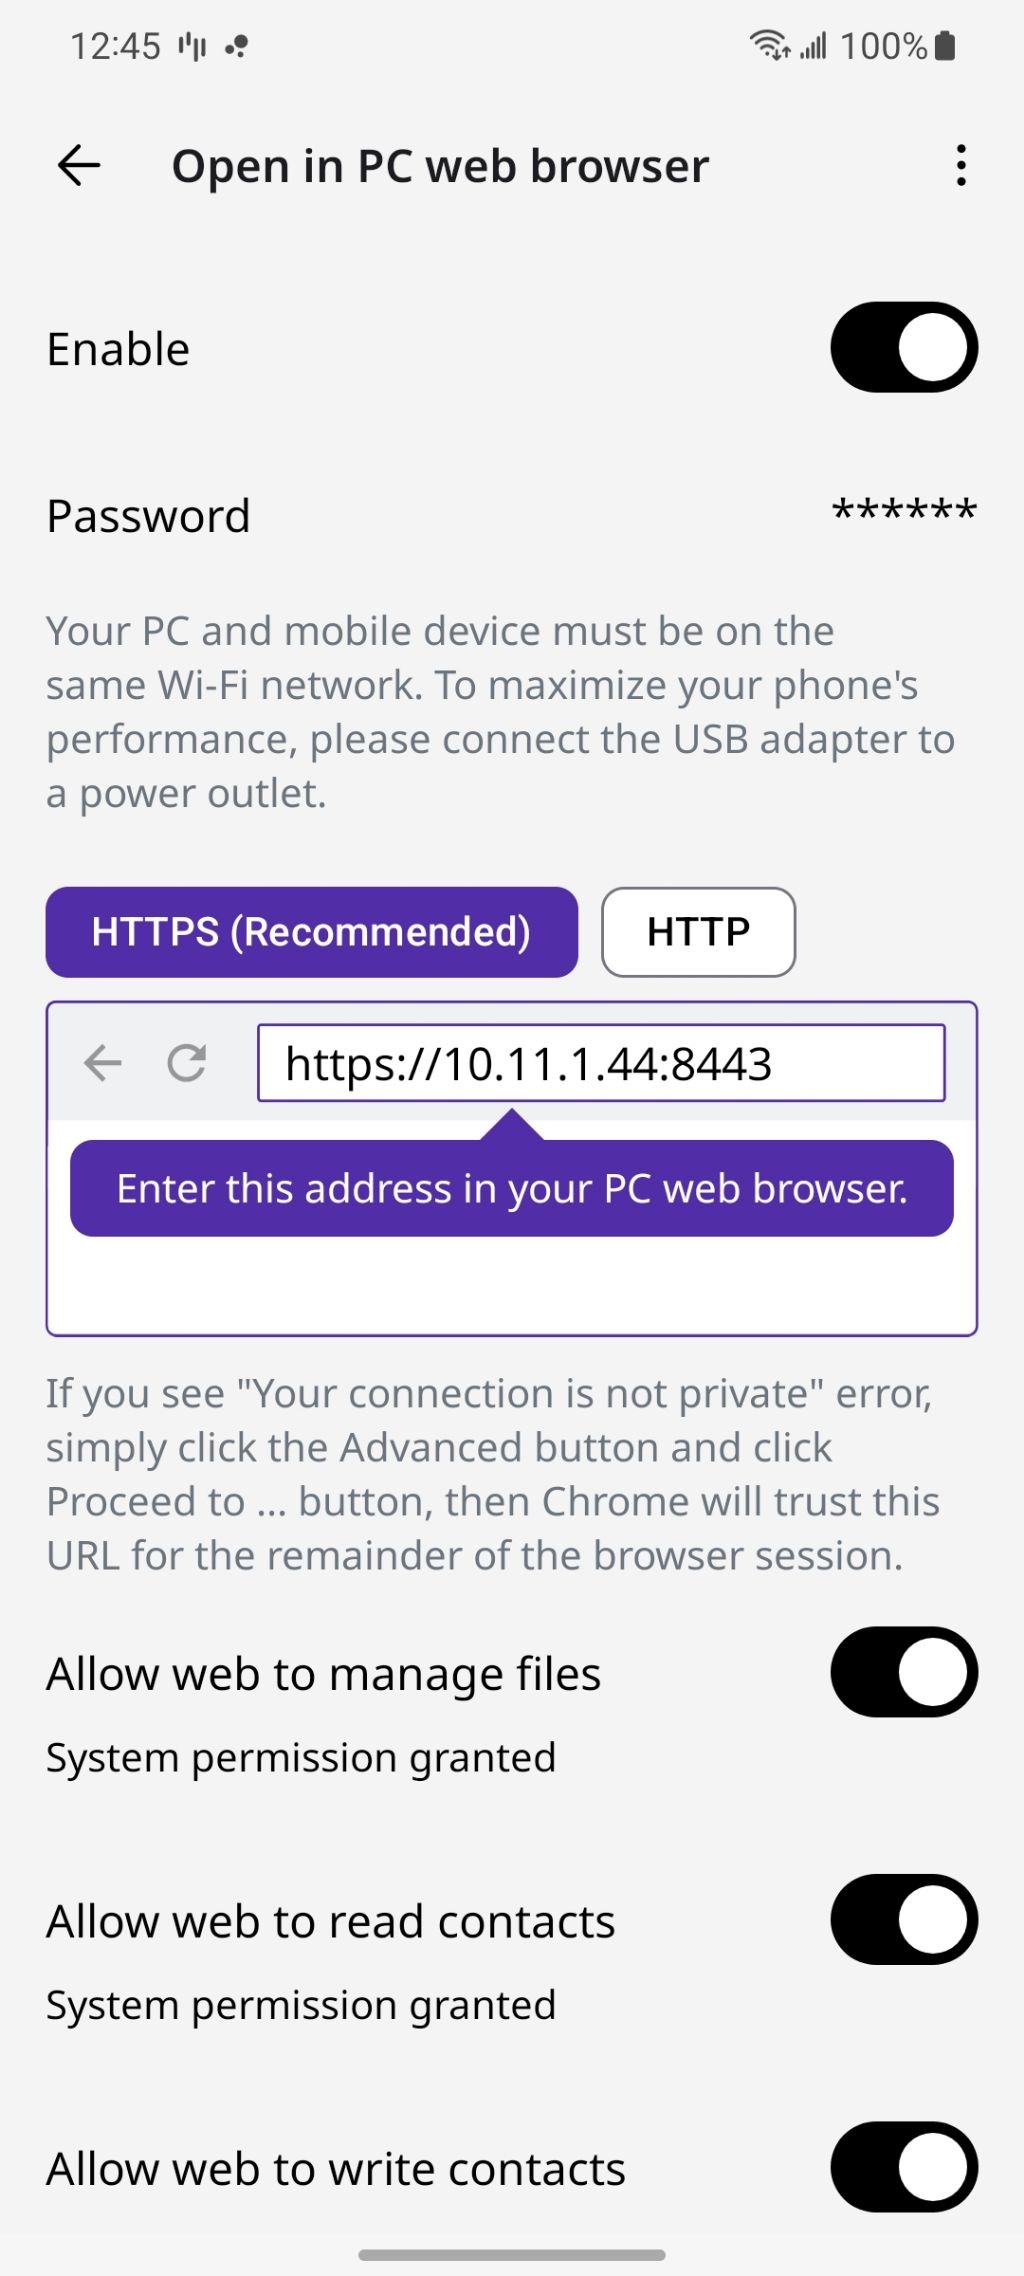 12:45
100%
Open in PC web browser
Enable
Password
******
Your PC and mobile device must be on the
same Wi-Fi network. To maximize your phone's
performance, please connect the USB adapter to
a power outlet.
HTTPS (Recommended)
HTTP
https://10.11.1.44:8443
Enter this address in your PC web browser.
If you see "Your connection is not private" error,
simply click the Advanced button and click
Proceed to ... button, then Chrome will trust this
URL for the remainder of the browser session.
Allow web to manage files
System permission granted
Allow web to read contacts
System permission granted
Allow web to write contacts